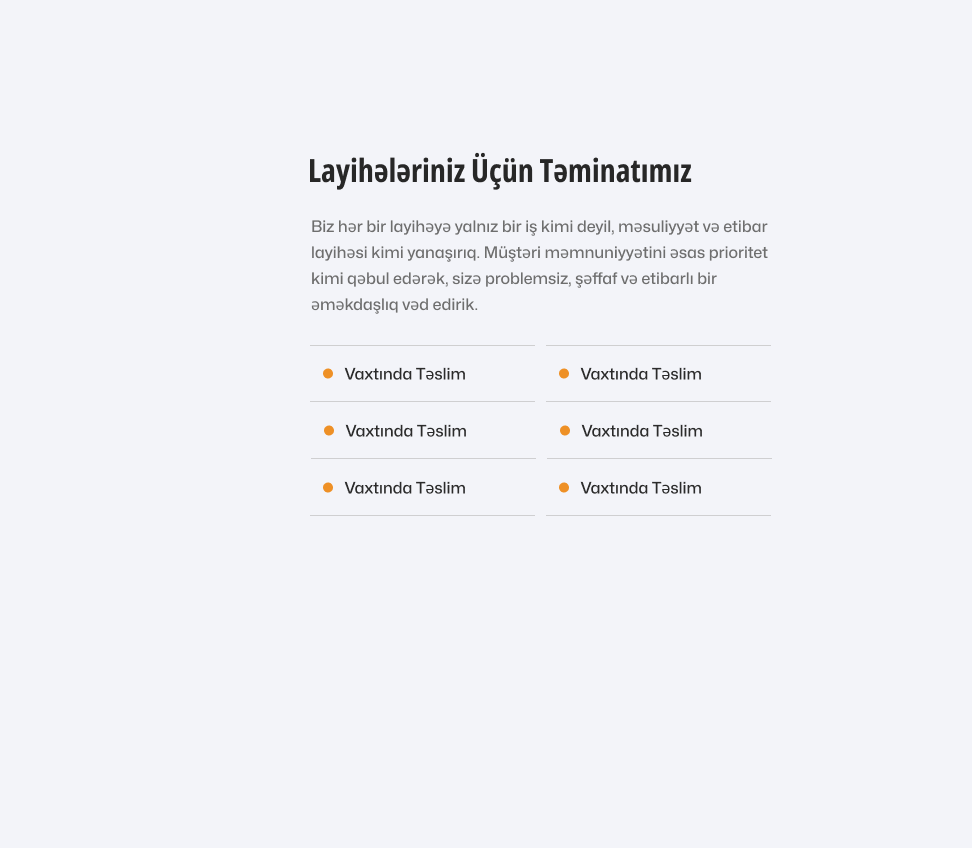 Layihələriniz Üçün Təminatımız
Biz hər bir layihəyə yalnız bir iş kimi deyil, məsuliyyət və etibar
layihəsi kimi yanaşırıq. Müştəri məmnuniyyətini əsas prioritet
kimi qəbul edərək, sizə problemsiz, şəffaf və etibarlı bir
əməkdaşlıq vəd edirik.
Vaxtında Təslim
Vaxtında Təslim
Vaxtında Təslim
Vaxtında Təslim
Vaxtında Təslim
Vaxtında Təslim